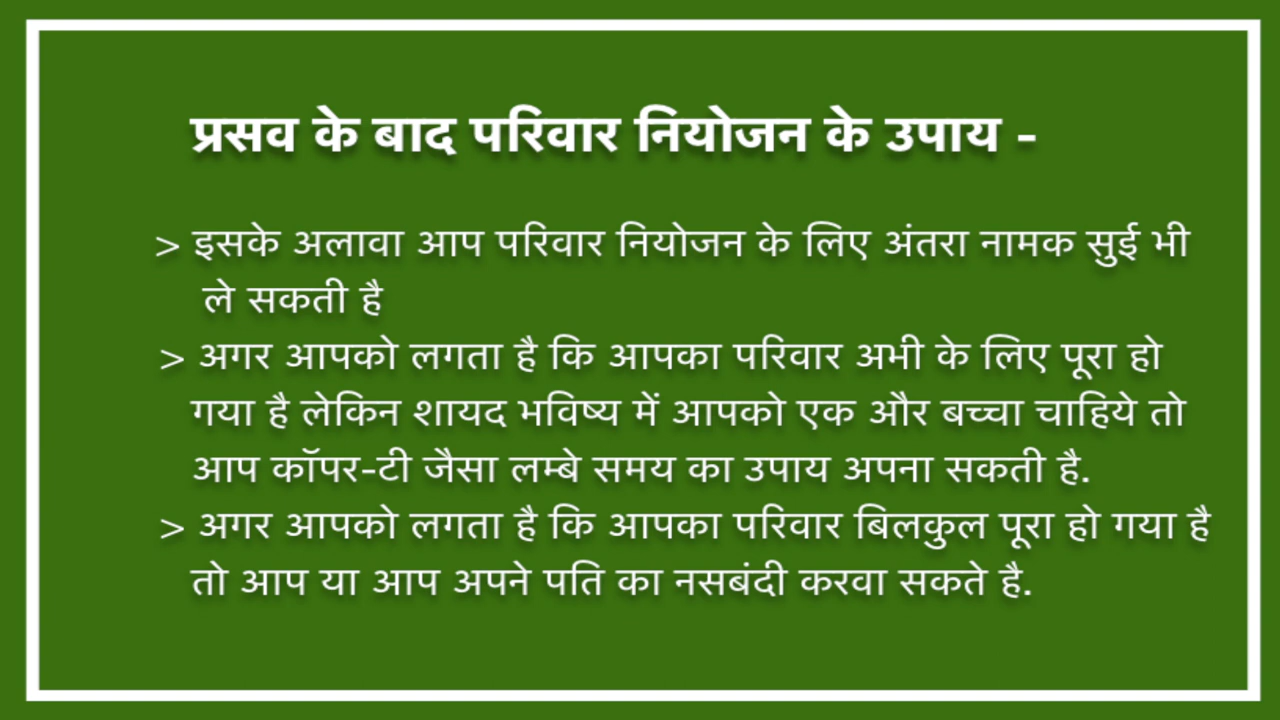 प्रसव के बाद परिवार नियोजन के उपाय -
> इसके अलावा आप परिवार नियोजन के लिए अंतरा नामक सुई भी
ले सकती है
> अगर आपको लगता है कि आपका परिवार अभी के लिए पूरा हो
गया है लेकिन शायद भविष्य में आपको एक और बच्चा चाहिये तो
आप कॉपर-टी जैसा लम्बे समय का उपाय अपना सकती है.
> अगर आपको लगता है कि आपका परिवार बिलकुल पूरा हो गया है
तो आप या आप अपने पति का नसबंदी करवा सकते है.